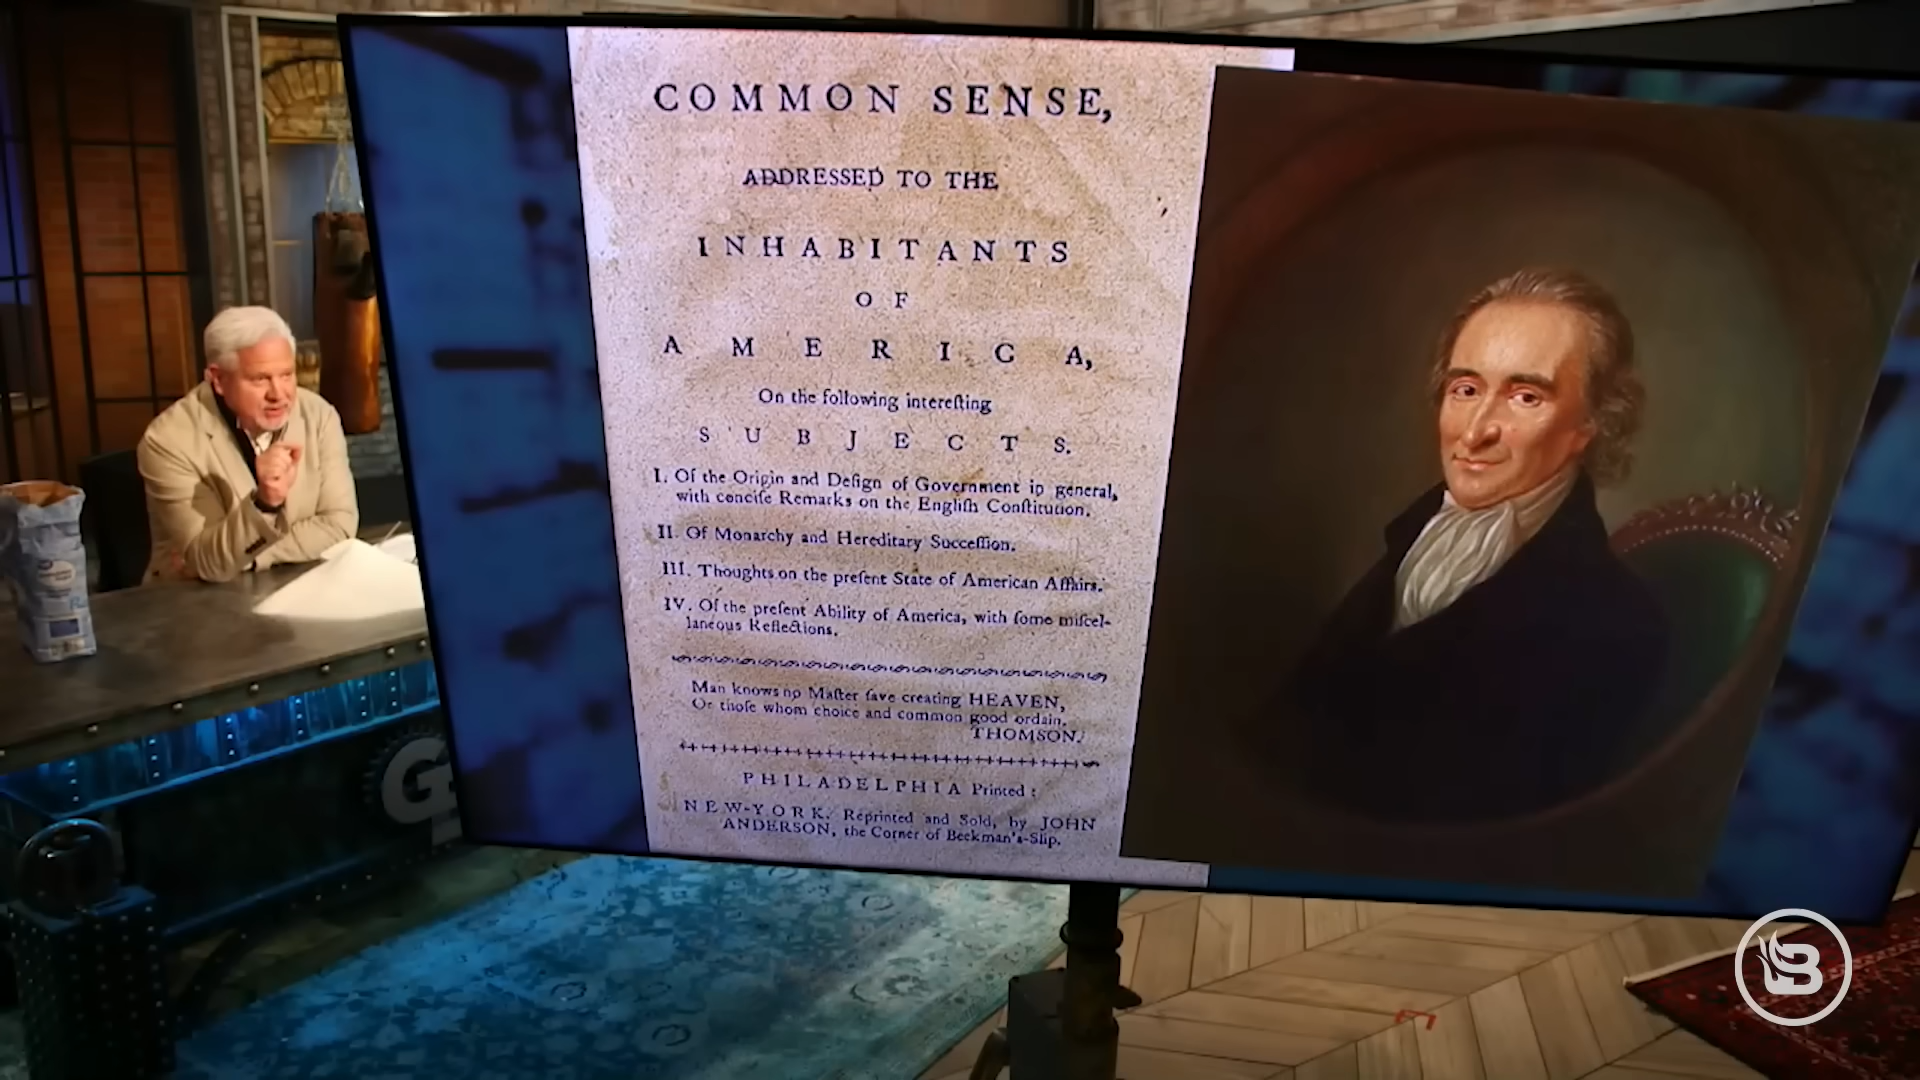 COMMON SENSE,
ADDRESSED TO THE
INHABITANTS
OF
AMERICA,
On the following intereſting
SUBJECTS.
I. Of the Origin and Deſign of Government in general,
with conciſe Remarks on the Engliſh Conſtitution.
II. Of Monarchy and Hereditary Succeſſion.
III. Thoughts on the preſent State of American Affairs.
IV. Of the preſent Ability of America, with ſome miſcel-
laneous Reflections.
Man knows no Maſter ſave creating HEAVEN,
Or thoſe whom choice and common good ordain.
THOMSON.
PHILADELPHIA Printed:
NEW-YORK. Reprinted and Sold, by JOHN
ANDERSON, the Corner of Beekman's-Slip.
G
B